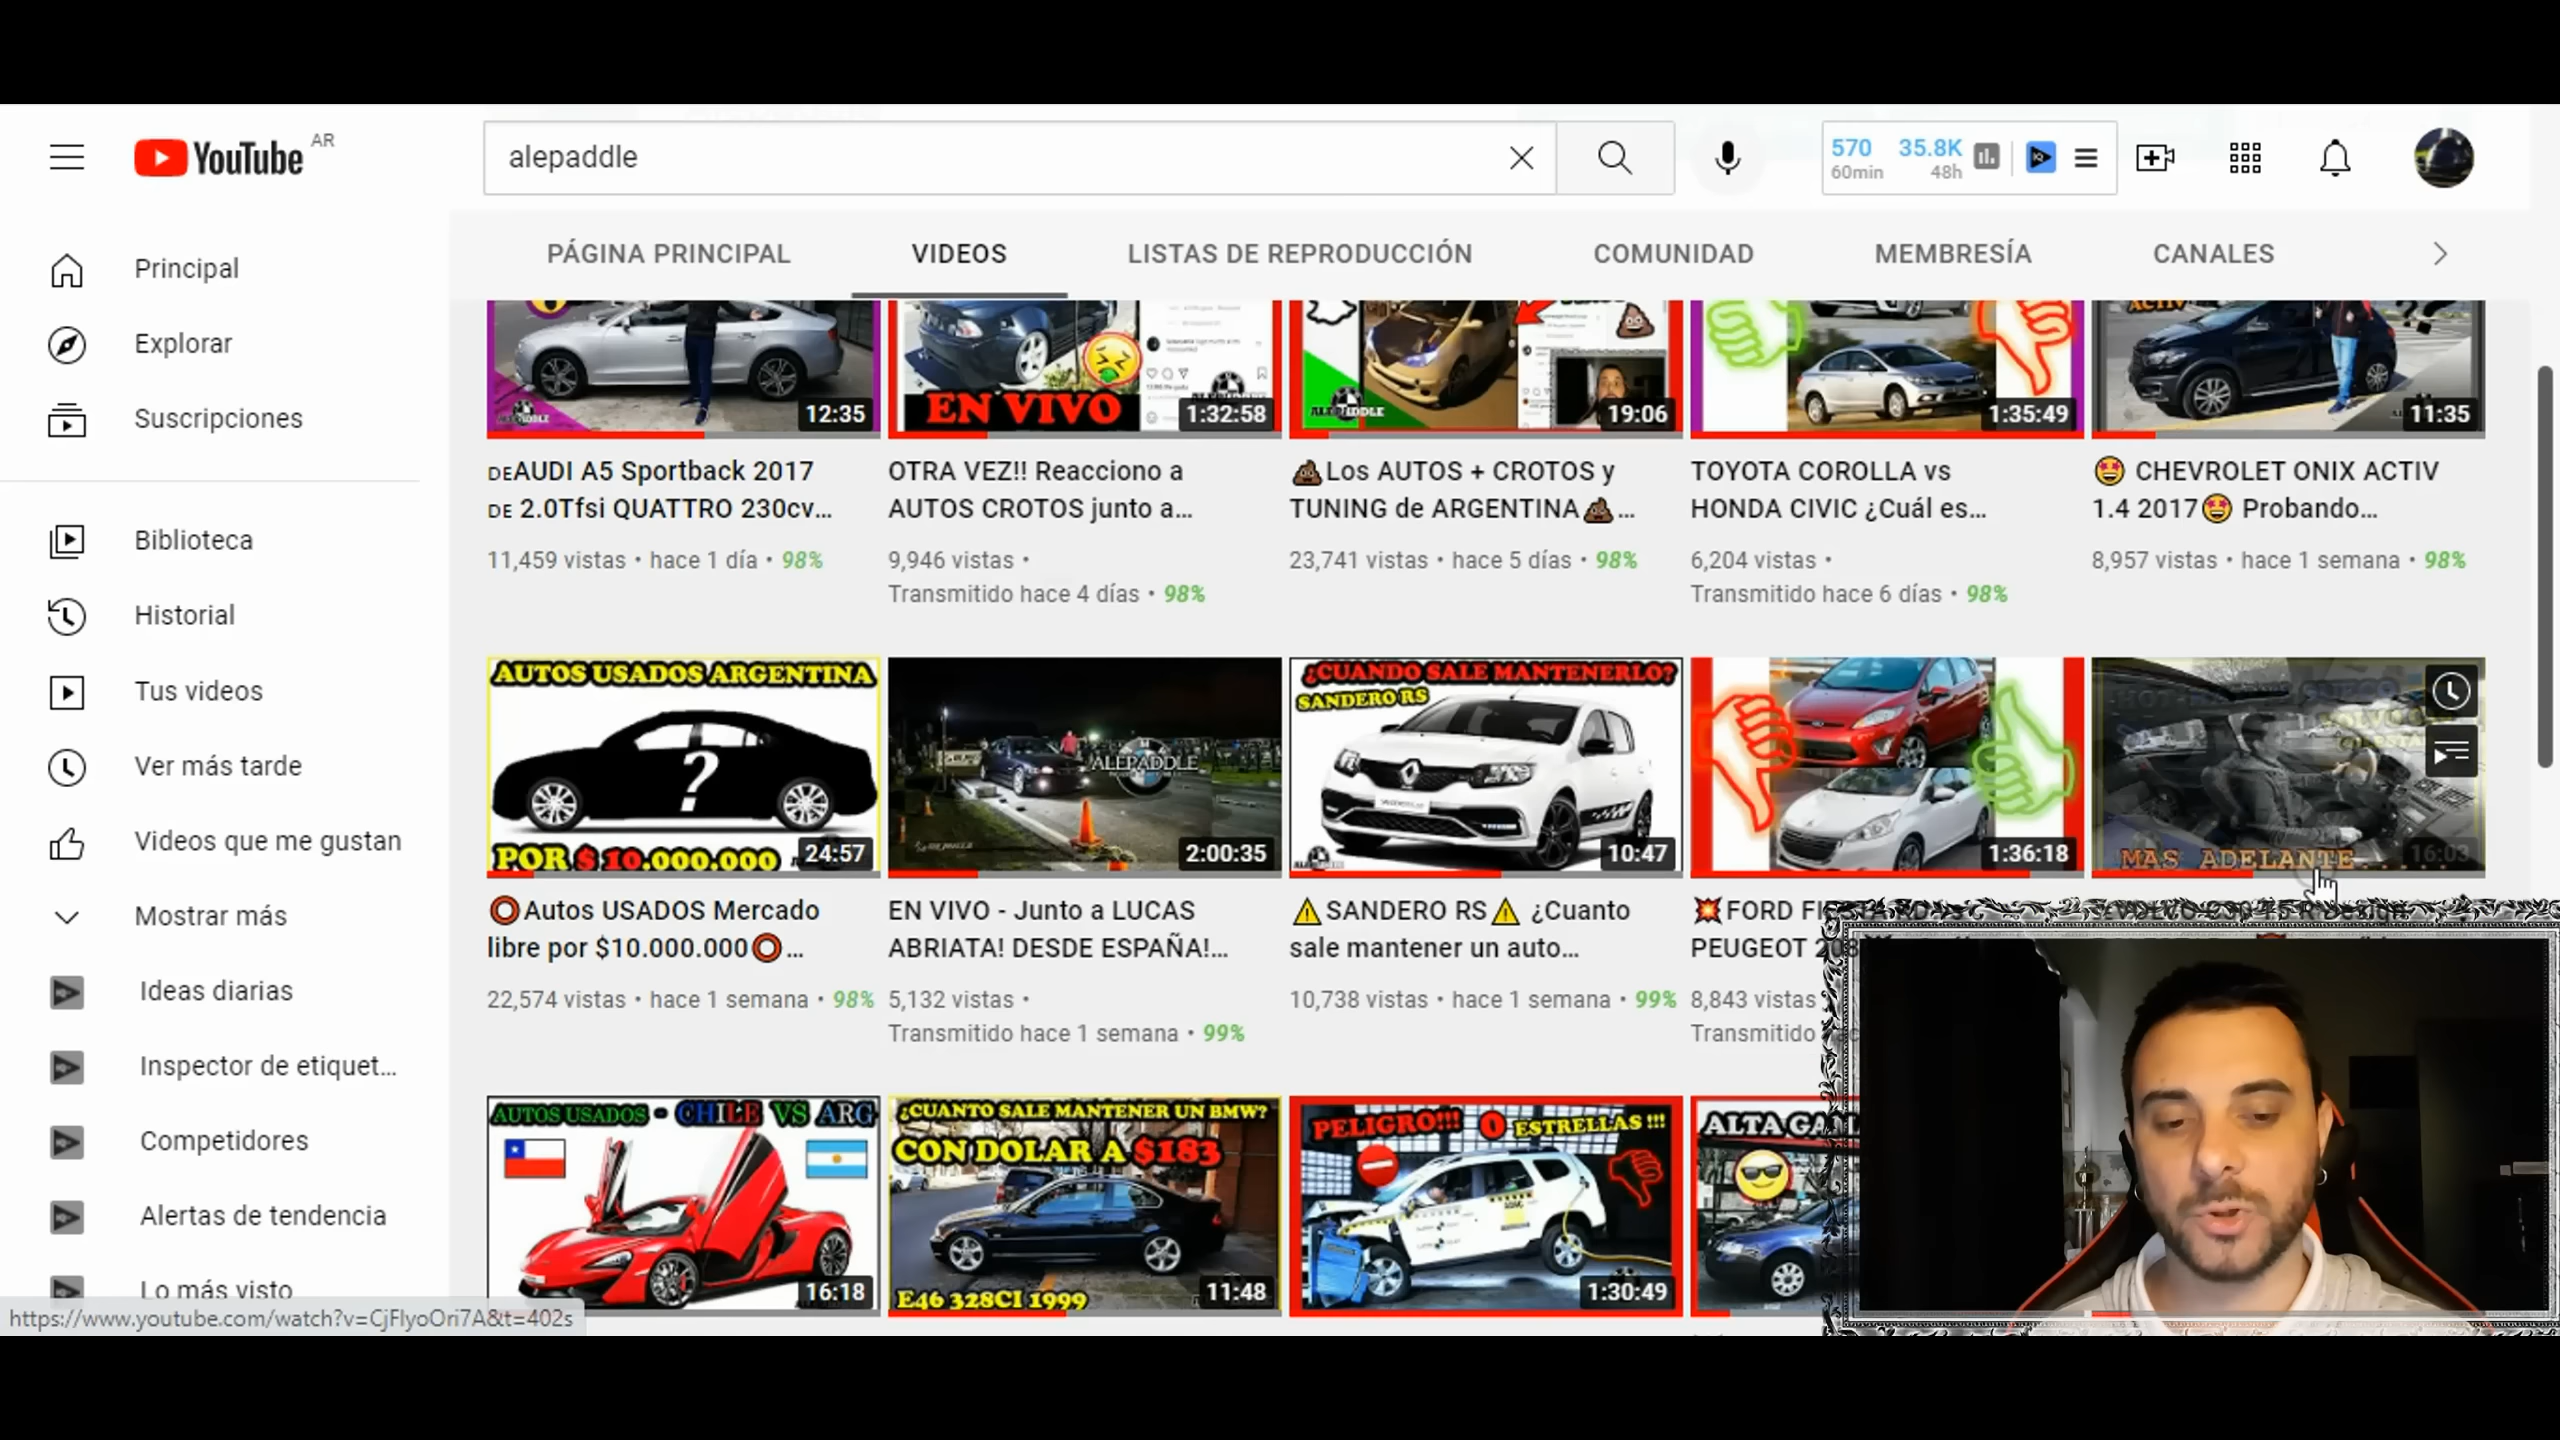 YouTube AR
alepaddle
570 35.8K
60min 48h
PÁGINA PRINCIPAL VIDEOS LISTAS DE REPRODUCCIÓN COMUNIDAD MEMBRESÍA CANALES
Principal
Explorar
Suscripciones
Biblioteca
Historial
Tus videos
Ver más tarde
Videos que me gustan
Mostrar más
Ideas diarias
Inspector de etiquet...
Competidores
Alertas de tendencia
Lo más visto
https://www.youtube.com/watch?v=CjFlyoOri7A&t=402s
12:35
DEAUDI A5 Sportback 2017
DE 2.0Tfsi QUATTRO 230cv...
11,459 vistas • hace 1 día • 98%
EN VIVO
1:32:58
OTRA VEZ!! Reacciono a
AUTOS CROTOS junto a...
9,946 vistas •
Transmitido hace 4 días • 98%
19:06
💩Los AUTOS + CROTOS y
TUNING de ARGENTINA💩...
23,741 vistas • hace 5 días • 98%
1:35:49
TOYOTA COROLLA vs
HONDA CIVIC ¿Cuál es...
6,204 vistas •
Transmitido hace 6 días • 98%
ACTIV
11:35
🤩 CHEVROLET ONIX ACTIV
1.4 2017🤩 Probando...
8,957 vistas • hace 1 semana • 98%
AUTOS USADOS ARGENTINA
?
POR $ 10.000.000
24:57
⭕Autos USADOS Mercado
libre por $10.000.000⭕...
22,574 vistas • hace 1 semana • 98%
ALEPADDLE
2:00:35
EN VIVO - Junto a LUCAS
ABRIATA! DESDE ESPAÑA!...
5,132 vistas •
Transmitido hace 1 semana • 99%
¿CUANDO SALE MANTENERLO?
SANDERO RS
10:47
⚠️SANDERO RS⚠️ ¿Cuanto
sale mantener un auto...
10,738 vistas • hace 1 semana • 99%
1:36:18
💥FORD FIESTA
PEUGEOT 208
8,843 vistas
Transmitido
MAS ADELANTE.....
16:03
AUTOS USADOS - CHILE VS ARG
16:18
¿CUANTO SALE MANTENER UN BMW?
CON DOLAR A $183
E46 328CI 1999
11:48
PELIGRO!!! 0 ESTRELLAS !!!
1:30:49
ALTA